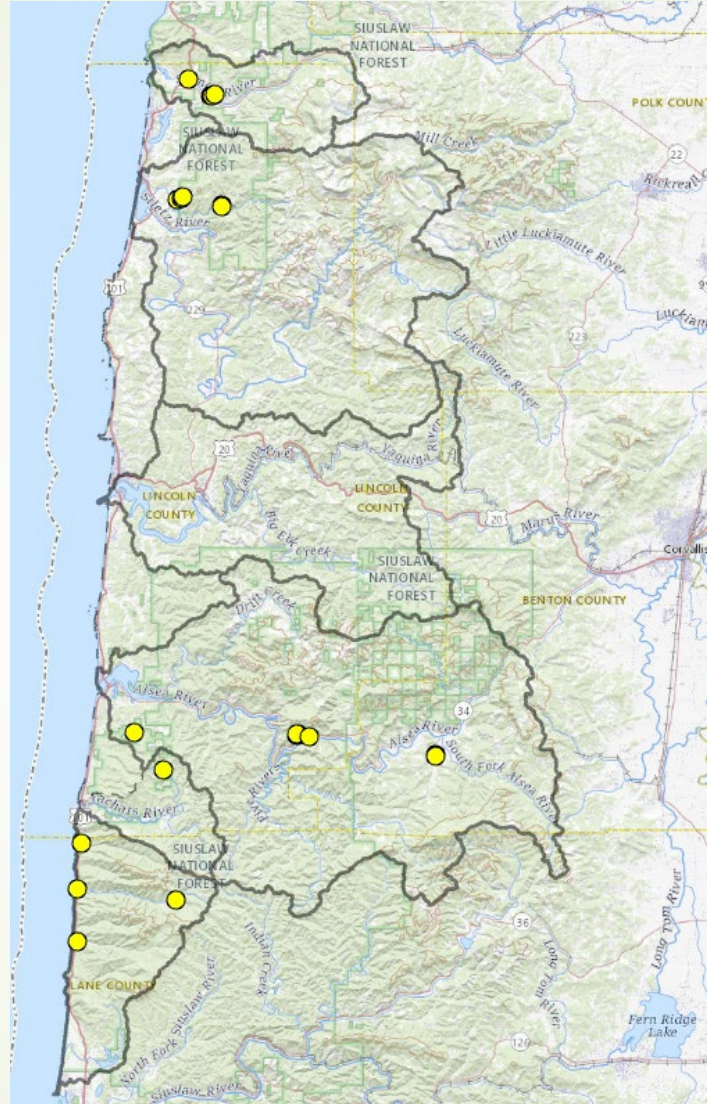 SIUSLAW
NATIONAL
FOREST
River
POLK COUN
SIUSLAW
NATIONAL
FOREST
Mill Creek
22
Rickreall
Siletz River
Little Luckiamute River
101
229
Luckiam
223
Luckiamute River
20
Yaquina River
Yaquina River
LINCOLN
COUNTY
LINCOLN
COUNTY
20
Marys River
Big Elk Creek
Corvallis
SIUSLAW
NATIONAL
FOREST
BENTON COUNTY
Drift Creek
Alsea River
34
Alsea River
South Fork Alsea River
Five Rivers
Yachats River
101
SIUSLAW
NATIONAL
FOREST
36
Long Tom River
Indian Creek
Long Tom River
LANE COUNTY
North Fork Siuslaw River
Fern Ridge
Lake
126
Siuslaw River